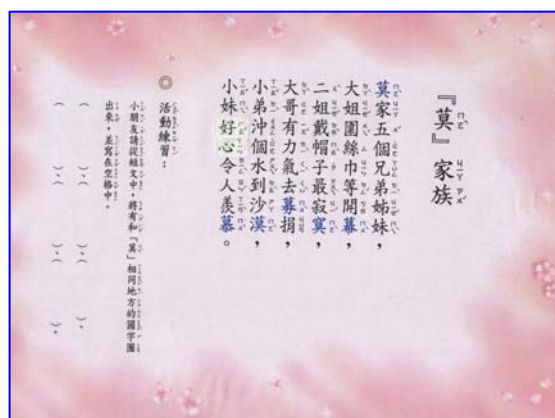 『莫』家族
莫家五個兄弟姊妹,
大姐圍絲巾等開幕,
二姐戴帽子最寂寞,
大哥有力氣去募捐,
小弟沖個水到沙漠,
小妹好心令人羨慕。
◎活動練習:
小朋友請從短文中,將有和『莫』相同地方的國字圈
出來,並寫在空格中。
( )、( )、( )、
( )、( )、( )。